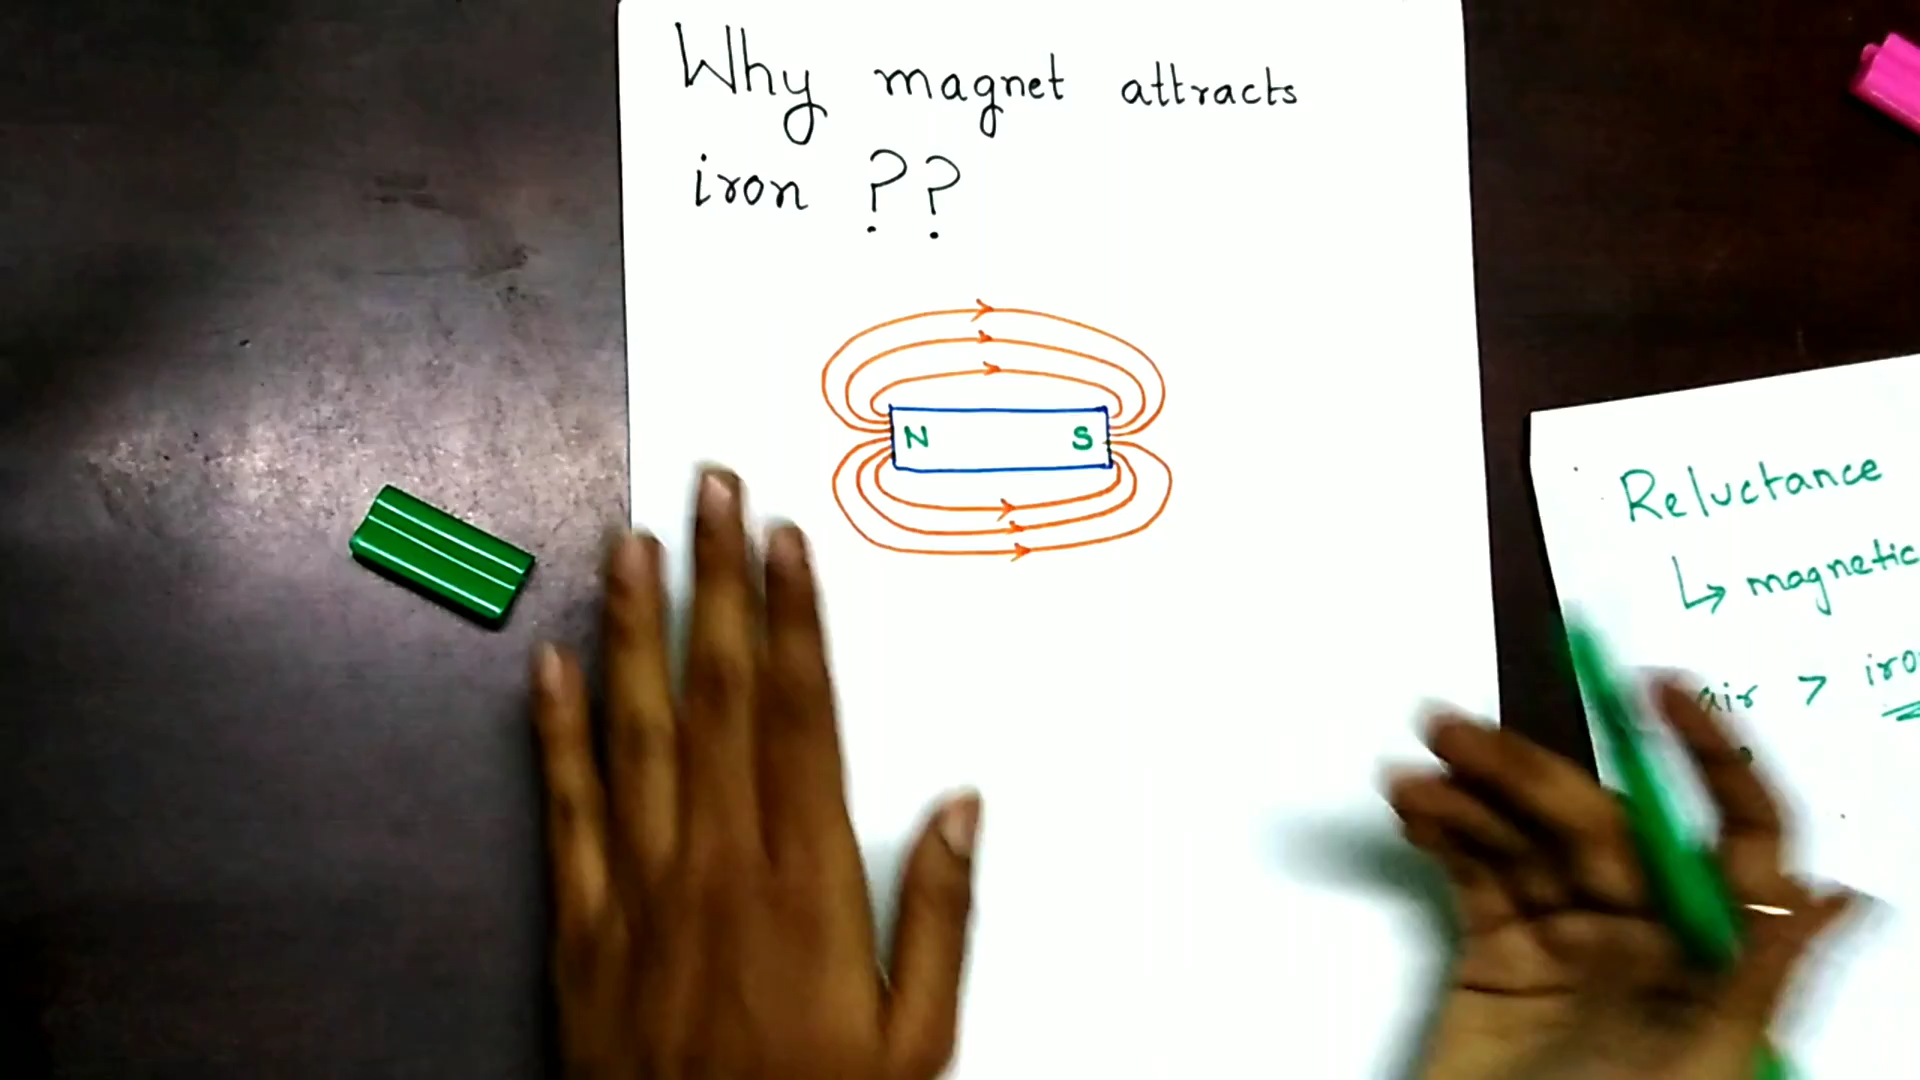 Why magnet attracts
iron ??
N S
Reluctance
↳ magnetic
air > iro